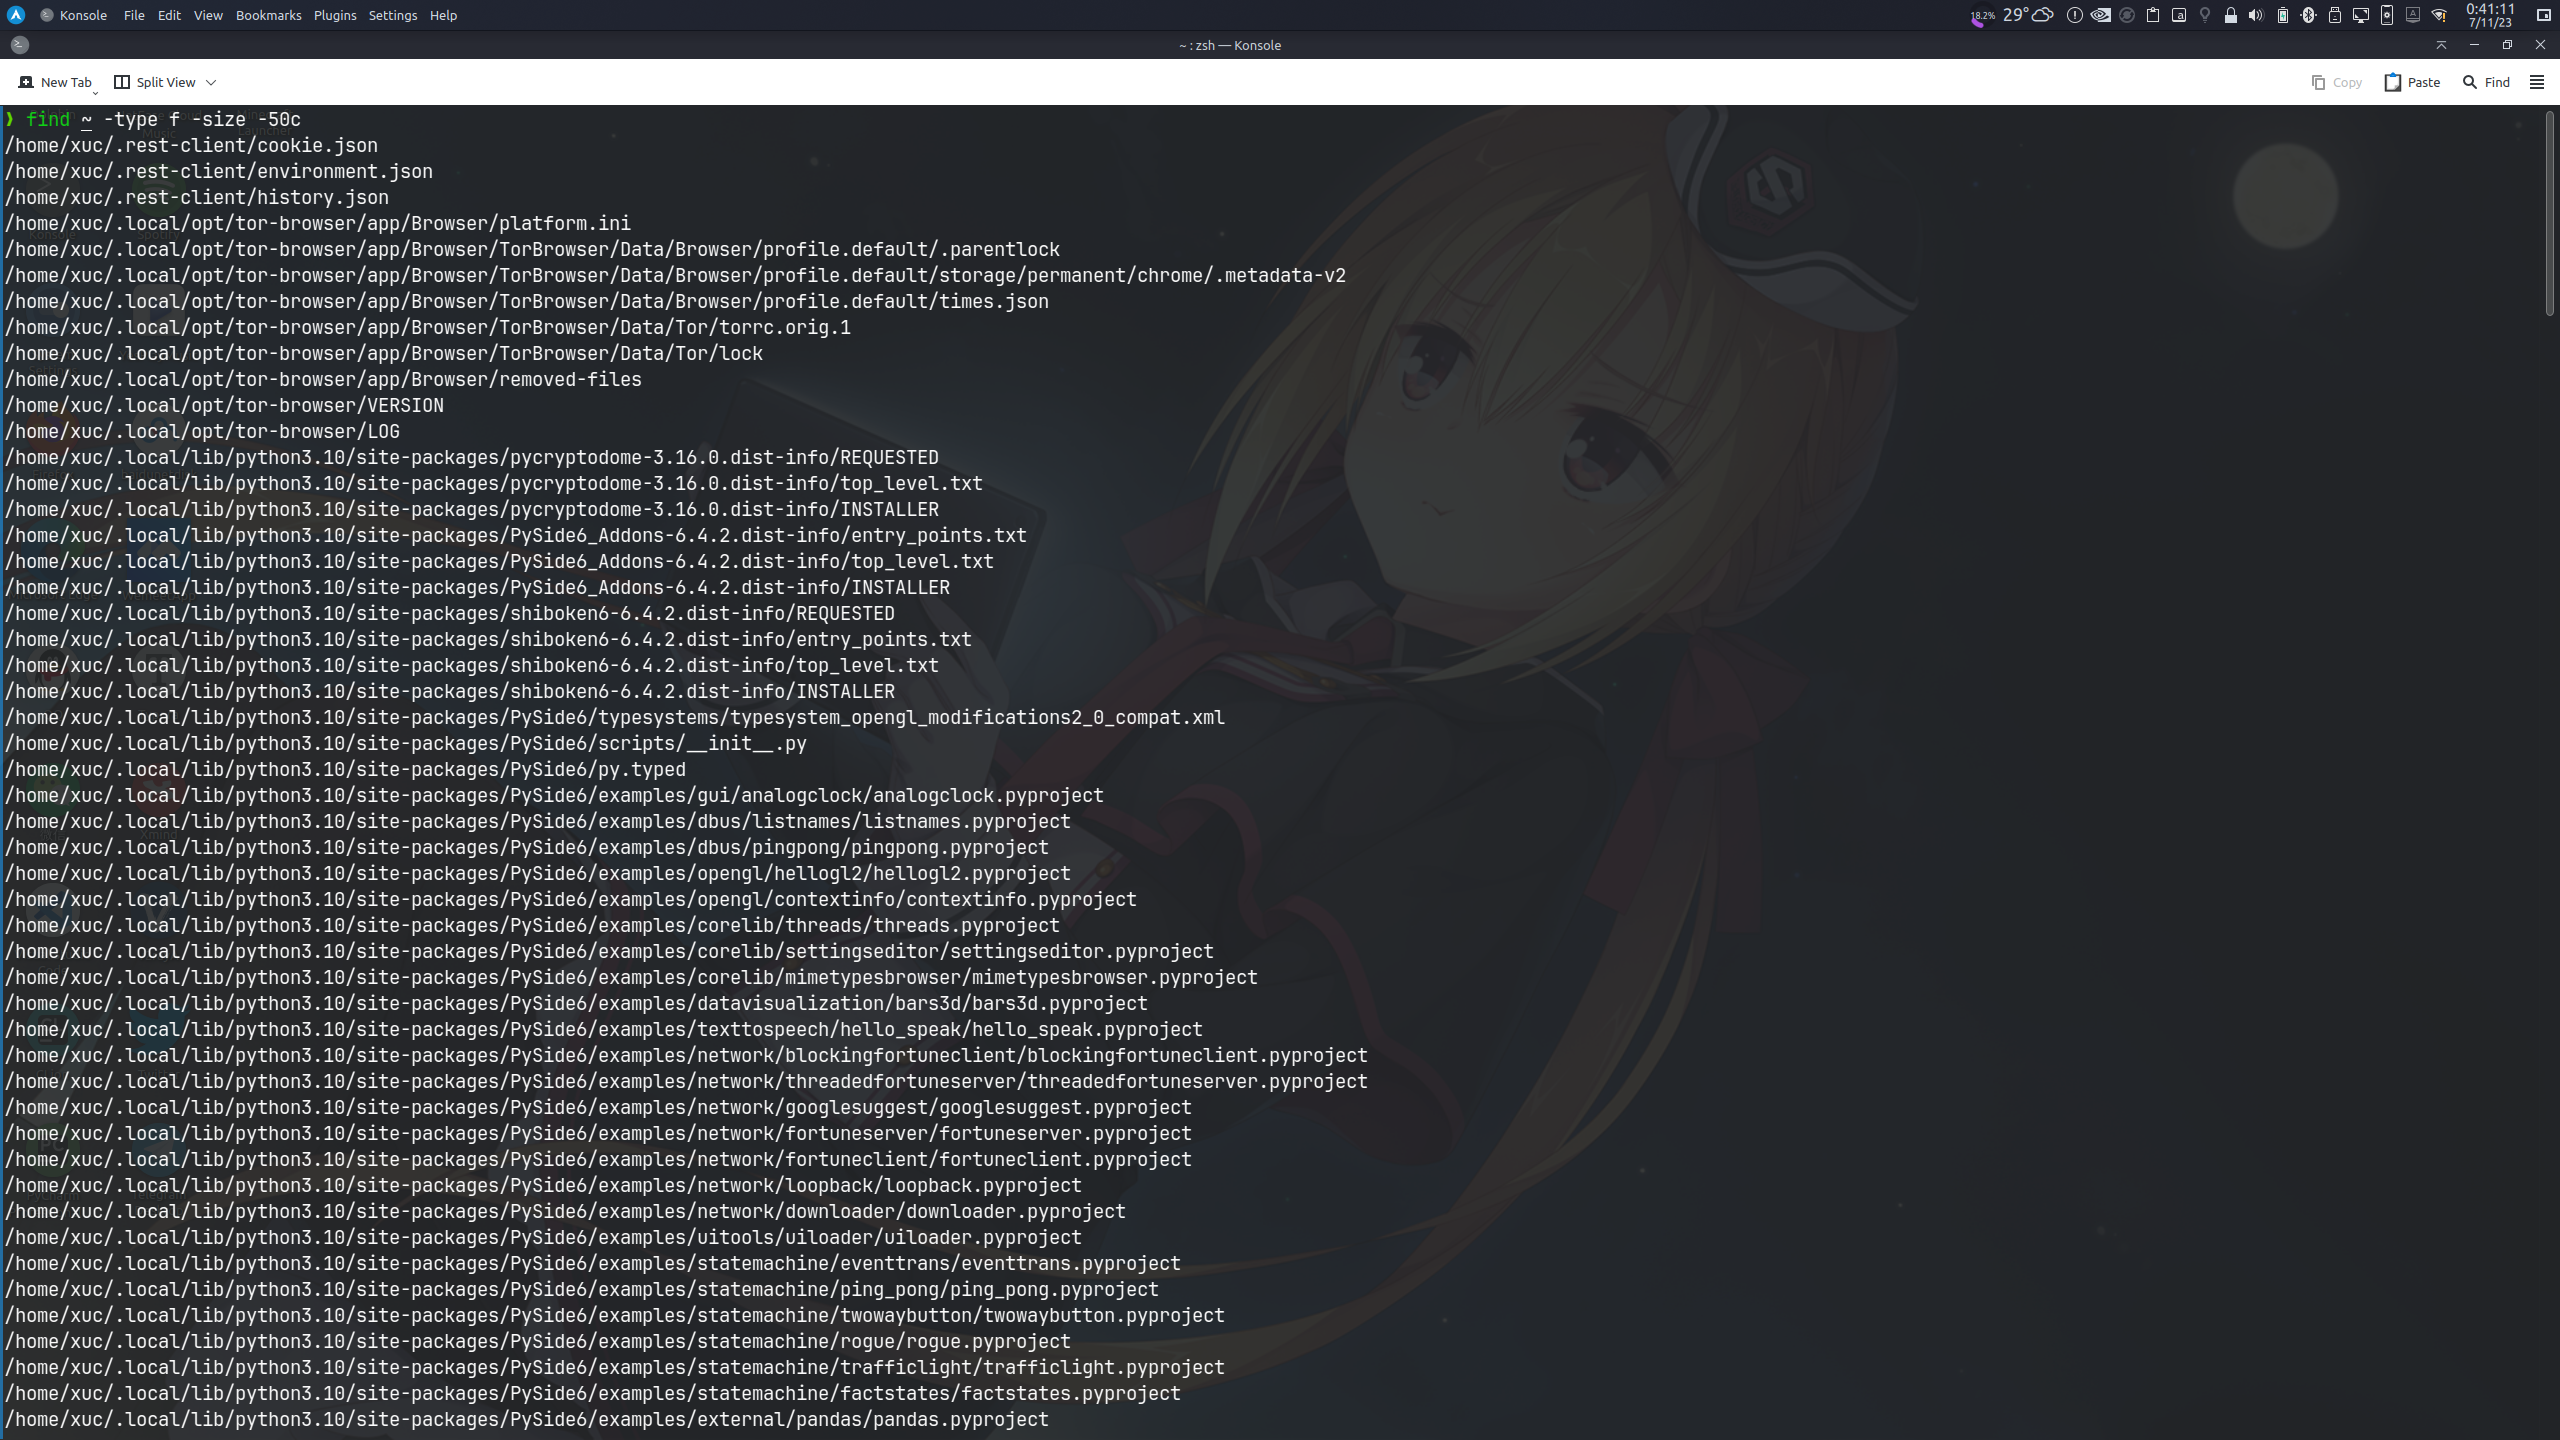 Konsole File Edit View Bookmarks Plugins Settings Help
18.2% 29° 0:41:11
7/11/23
~ : zsh — Konsole
New Tab Split View Copy Paste Find
❱ find ~ -type f -size -50c
/home/xuc/.rest-client/cookie.json
/home/xuc/.rest-client/environment.json
/home/xuc/.rest-client/history.json
/home/xuc/.local/opt/tor-browser/app/Browser/platform.ini
/home/xuc/.local/opt/tor-browser/app/Browser/TorBrowser/Data/Browser/profile.default/.parentlock
/home/xuc/.local/opt/tor-browser/app/Browser/TorBrowser/Data/Browser/profile.default/storage/permanent/chrome/.metadata-v2
/home/xuc/.local/opt/tor-browser/app/Browser/TorBrowser/Data/Browser/profile.default/times.json
/home/xuc/.local/opt/tor-browser/app/Browser/TorBrowser/Data/Tor/torrc.orig.1
/home/xuc/.local/opt/tor-browser/app/Browser/TorBrowser/Data/Tor/lock
/home/xuc/.local/opt/tor-browser/app/Browser/removed-files
/home/xuc/.local/opt/tor-browser/VERSION
/home/xuc/.local/opt/tor-browser/LOG
/home/xuc/.local/lib/python3.10/site-packages/pycryptodome-3.16.0.dist-info/REQUESTED
/home/xuc/.local/lib/python3.10/site-packages/pycryptodome-3.16.0.dist-info/top_level.txt
/home/xuc/.local/lib/python3.10/site-packages/pycryptodome-3.16.0.dist-info/INSTALLER
/home/xuc/.local/lib/python3.10/site-packages/PySide6_Addons-6.4.2.dist-info/entry_points.txt
/home/xuc/.local/lib/python3.10/site-packages/PySide6_Addons-6.4.2.dist-info/top_level.txt
/home/xuc/.local/lib/python3.10/site-packages/PySide6_Addons-6.4.2.dist-info/INSTALLER
/home/xuc/.local/lib/python3.10/site-packages/shiboken6-6.4.2.dist-info/REQUESTED
/home/xuc/.local/lib/python3.10/site-packages/shiboken6-6.4.2.dist-info/entry_points.txt
/home/xuc/.local/lib/python3.10/site-packages/shiboken6-6.4.2.dist-info/top_level.txt
/home/xuc/.local/lib/python3.10/site-packages/shiboken6-6.4.2.dist-info/INSTALLER
/home/xuc/.local/lib/python3.10/site-packages/PySide6/typesystems/typesystem_opengl_modifications2_0_compat.xml
/home/xuc/.local/lib/python3.10/site-packages/PySide6/scripts/__init__.py
/home/xuc/.local/lib/python3.10/site-packages/PySide6/py.typed
/home/xuc/.local/lib/python3.10/site-packages/PySide6/examples/gui/analogclock/analogclock.pyproject
/home/xuc/.local/lib/python3.10/site-packages/PySide6/examples/dbus/listnames/listnames.pyproject
/home/xuc/.local/lib/python3.10/site-packages/PySide6/examples/dbus/pingpong/pingpong.pyproject
/home/xuc/.local/lib/python3.10/site-packages/PySide6/examples/opengl/hellogl2/hellogl2.pyproject
/home/xuc/.local/lib/python3.10/site-packages/PySide6/examples/opengl/contextinfo/contextinfo.pyproject
/home/xuc/.local/lib/python3.10/site-packages/PySide6/examples/corelib/threads/threads.pyproject
/home/xuc/.local/lib/python3.10/site-packages/PySide6/examples/corelib/settingseditor/settingseditor.pyproject
/home/xuc/.local/lib/python3.10/site-packages/PySide6/examples/corelib/mimetypesbrowser/mimetypesbrowser.pyproject
/home/xuc/.local/lib/python3.10/site-packages/PySide6/examples/datavisualization/bars3d/bars3d.pyproject
/home/xuc/.local/lib/python3.10/site-packages/PySide6/examples/texttospeech/hello_speak/hello_speak.pyproject
/home/xuc/.local/lib/python3.10/site-packages/PySide6/examples/network/blockingfortuneclient/blockingfortuneclient.pyproject
/home/xuc/.local/lib/python3.10/site-packages/PySide6/examples/network/threadedfortuneserver/threadedfortuneserver.pyproject
/home/xuc/.local/lib/python3.10/site-packages/PySide6/examples/network/googlesuggest/googlesuggest.pyproject
/home/xuc/.local/lib/python3.10/site-packages/PySide6/examples/network/fortuneserver/fortuneserver.pyproject
/home/xuc/.local/lib/python3.10/site-packages/PySide6/examples/network/fortuneclient/fortuneclient.pyproject
/home/xuc/.local/lib/python3.10/site-packages/PySide6/examples/network/loopback/loopback.pyproject
/home/xuc/.local/lib/python3.10/site-packages/PySide6/examples/network/downloader/downloader.pyproject
/home/xuc/.local/lib/python3.10/site-packages/PySide6/examples/uitools/uiloader/uiloader.pyproject
/home/xuc/.local/lib/python3.10/site-packages/PySide6/examples/statemachine/eventtrans/eventtrans.pyproject
/home/xuc/.local/lib/python3.10/site-packages/PySide6/examples/statemachine/ping_pong/ping_pong.pyproject
/home/xuc/.local/lib/python3.10/site-packages/PySide6/examples/statemachine/twowaybutton/twowaybutton.pyproject
/home/xuc/.local/lib/python3.10/site-packages/PySide6/examples/statemachine/rogue/rogue.pyproject
/home/xuc/.local/lib/python3.10/site-packages/PySide6/examples/statemachine/trafficlight/trafficlight.pyproject
/home/xuc/.local/lib/python3.10/site-packages/PySide6/examples/statemachine/factstates/factstates.pyproject
/home/xuc/.local/lib/python3.10/site-packages/PySide6/examples/external/pandas/pandas.pyproject